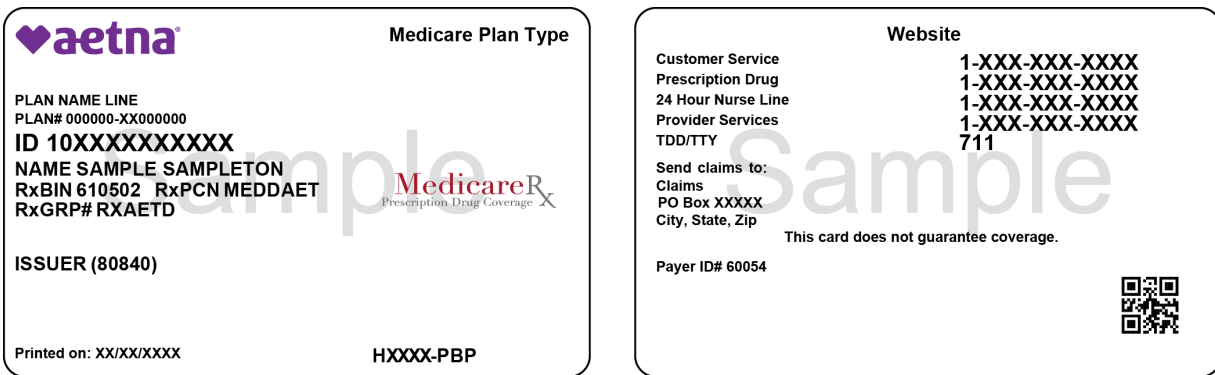 aetna®
Medicare Plan Type
PLAN NAME LINE
PLAN# 000000-XX000000
ID 10XXXXXXXXXX
NAME SAMPLE SAMPLETON
RxBIN 610502 RxPCN MEDDAET
RxGRP# RXAETD
MedicareRx
Prescription Drug Coverage
Sample
ISSUER (80840)
Printed on: XX/XX/XXXX
HXXXX-PBP
Website
Customer Service 1-XXX-XXX-XXXX
Prescription Drug 1-XXX-XXX-XXXX
24 Hour Nurse Line 1-XXX-XXX-XXXX
Provider Services 1-XXX-XXX-XXXX
TDD/TTY 711
Sample
Send claims to:
Claims
PO Box XXXXX
City, State, Zip
This card does not guarantee coverage.
Payer ID# 60054